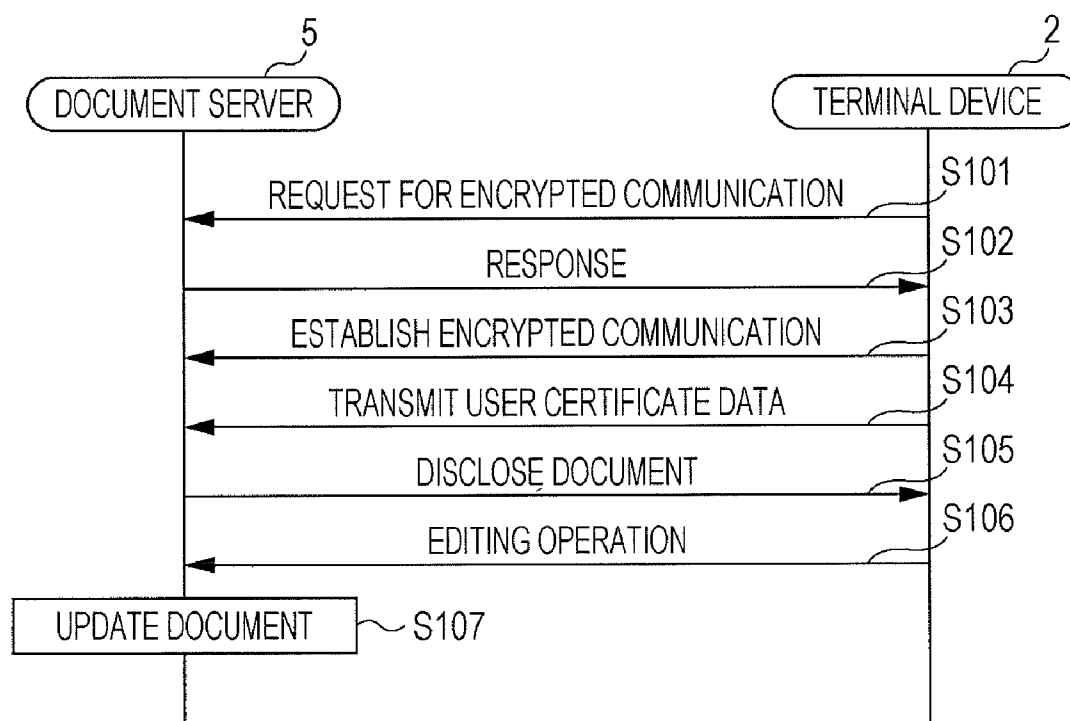 5
2
DOCUMENT SERVER
TERMINAL DEVICE
REQUEST FOR ENCRYPTED COMMUNICATION
S101
RESPONSE
S102
ESTABLISH ENCRYPTED COMMUNICATION
S103
TRANSMIT USER CERTIFICATE DATA
S104
DISCLOSE DOCUMENT
S105
EDITING OPERATION
S106
UPDATE DOCUMENT
S107